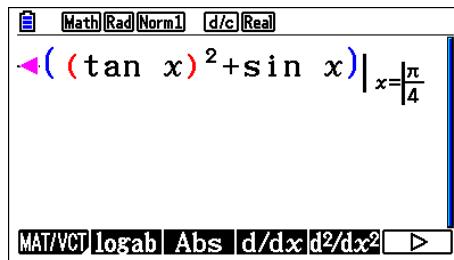 Math Rad Norm1 d/c Real
◀((tan x)²+sin x)|x=π/4
MAT/VCT logab Abs d/dx d²/dx² ▷